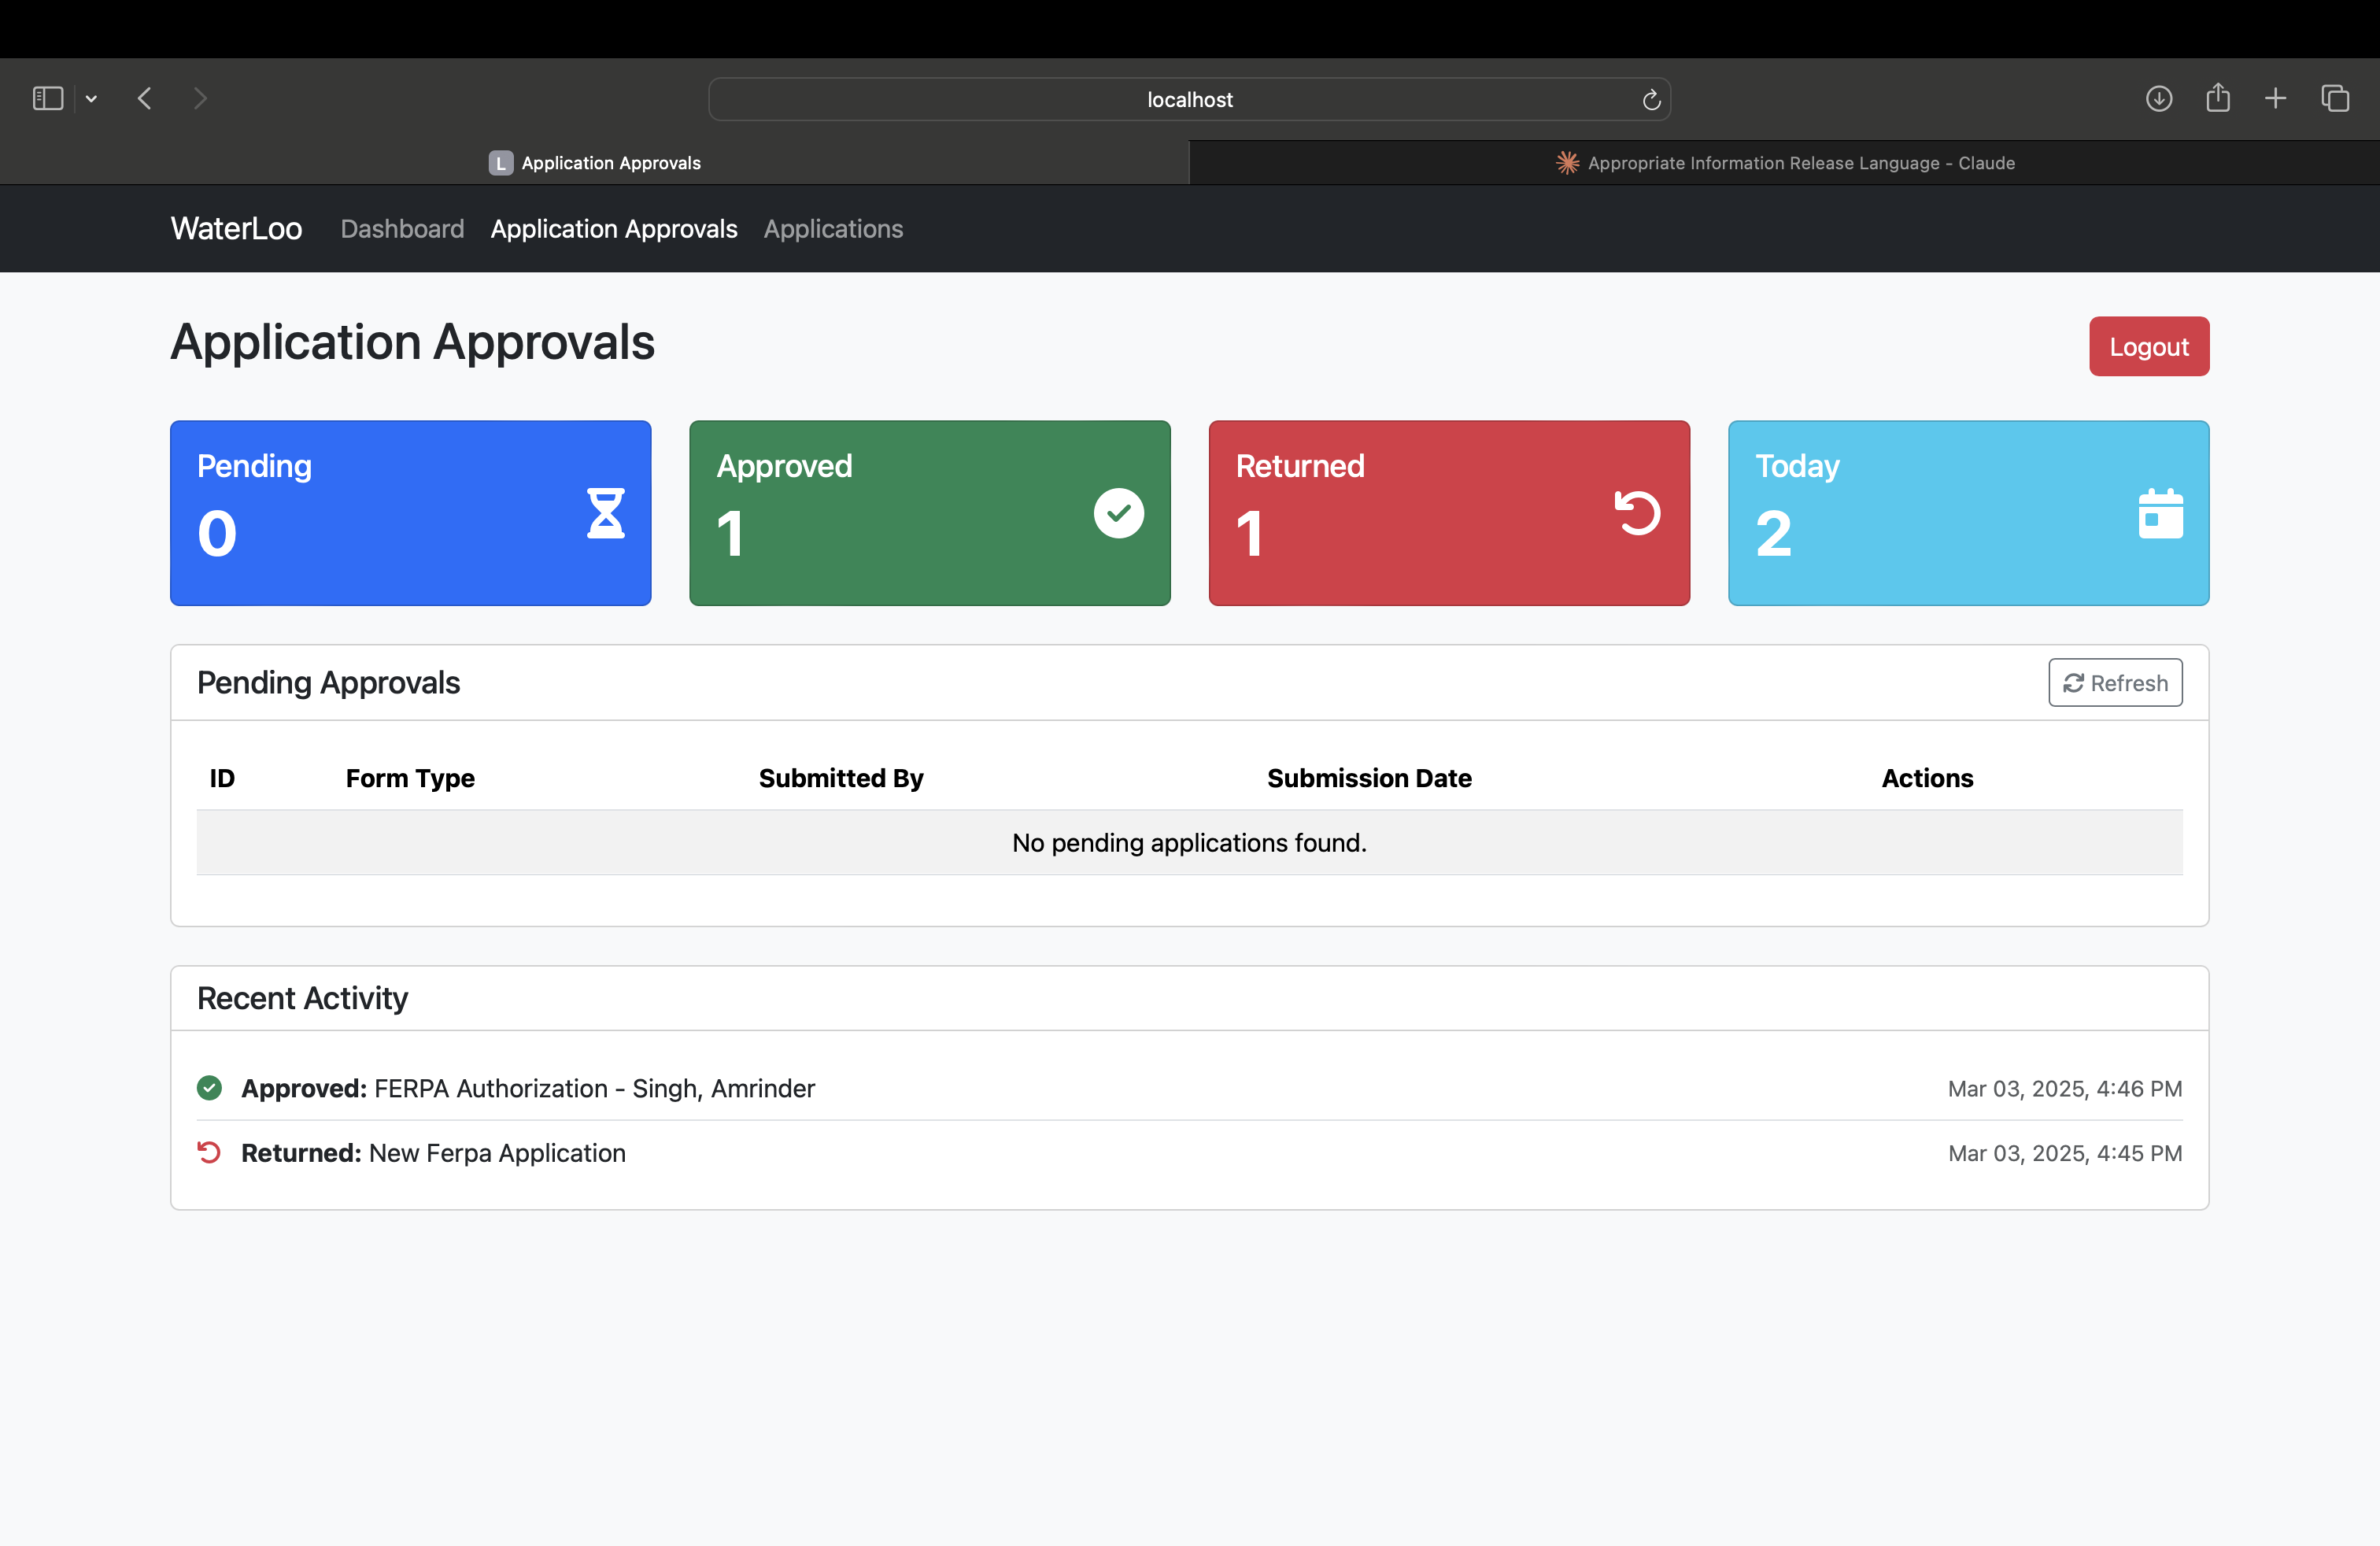 localhost
L Application Approvals
Appropriate Information Release Language - Claude
WaterLoo Dashboard Application Approvals Applications
Application Approvals
Logout
Pending
0
Approved
1
Returned
1
Today
2
Pending Approvals
Refresh
ID Form Type Submitted By Submission Date Actions
No pending applications found.
Recent Activity
Approved: FERPA Authorization - Singh, Amrinder Mar 03, 2025, 4:46 PM
Returned: New Ferpa Application Mar 03, 2025, 4:45 PM